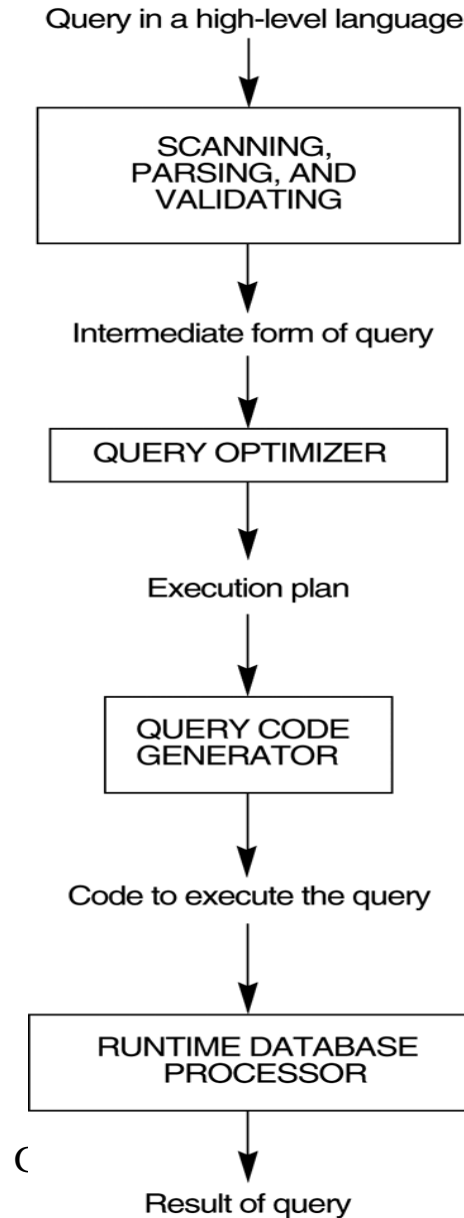 Query in a high-level language
SCANNING,
PARSING, AND
VALIDATING
Intermediate form of query
QUERY OPTIMIZER
Execution plan
QUERY CODE
GENERATOR
Code to execute the query
RUNTIME DATABASE
PROCESSOR
Result of query